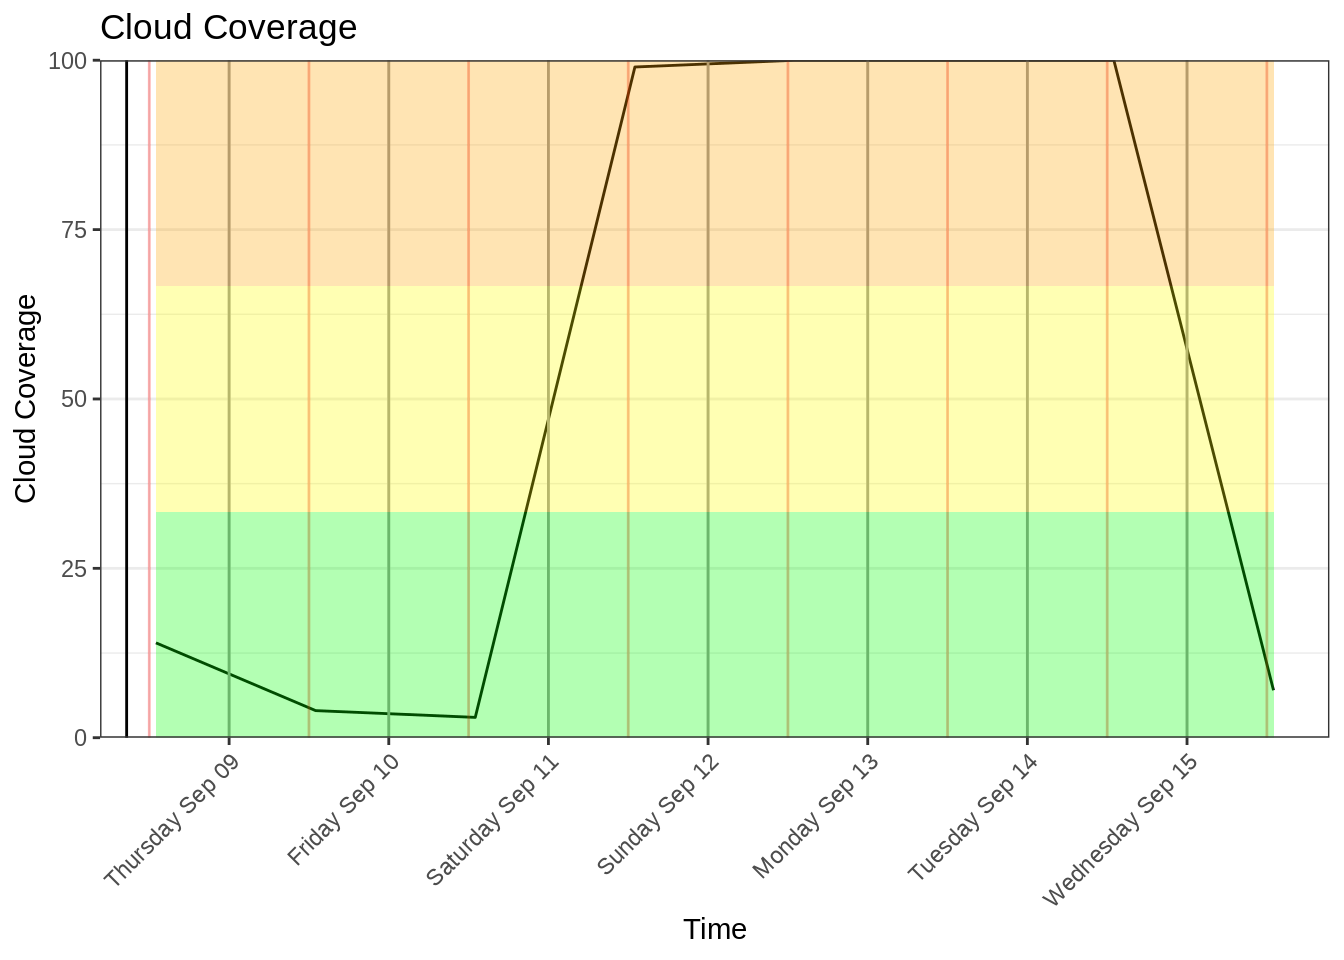 Cloud Coverage
100
75
50
25
0
Cloud Coverage
Thursday Sep 09
Friday Sep 10
Saturday Sep 11
Sunday Sep 12
Monday Sep 13
Tuesday Sep 14
Wednesday Sep 15
Time